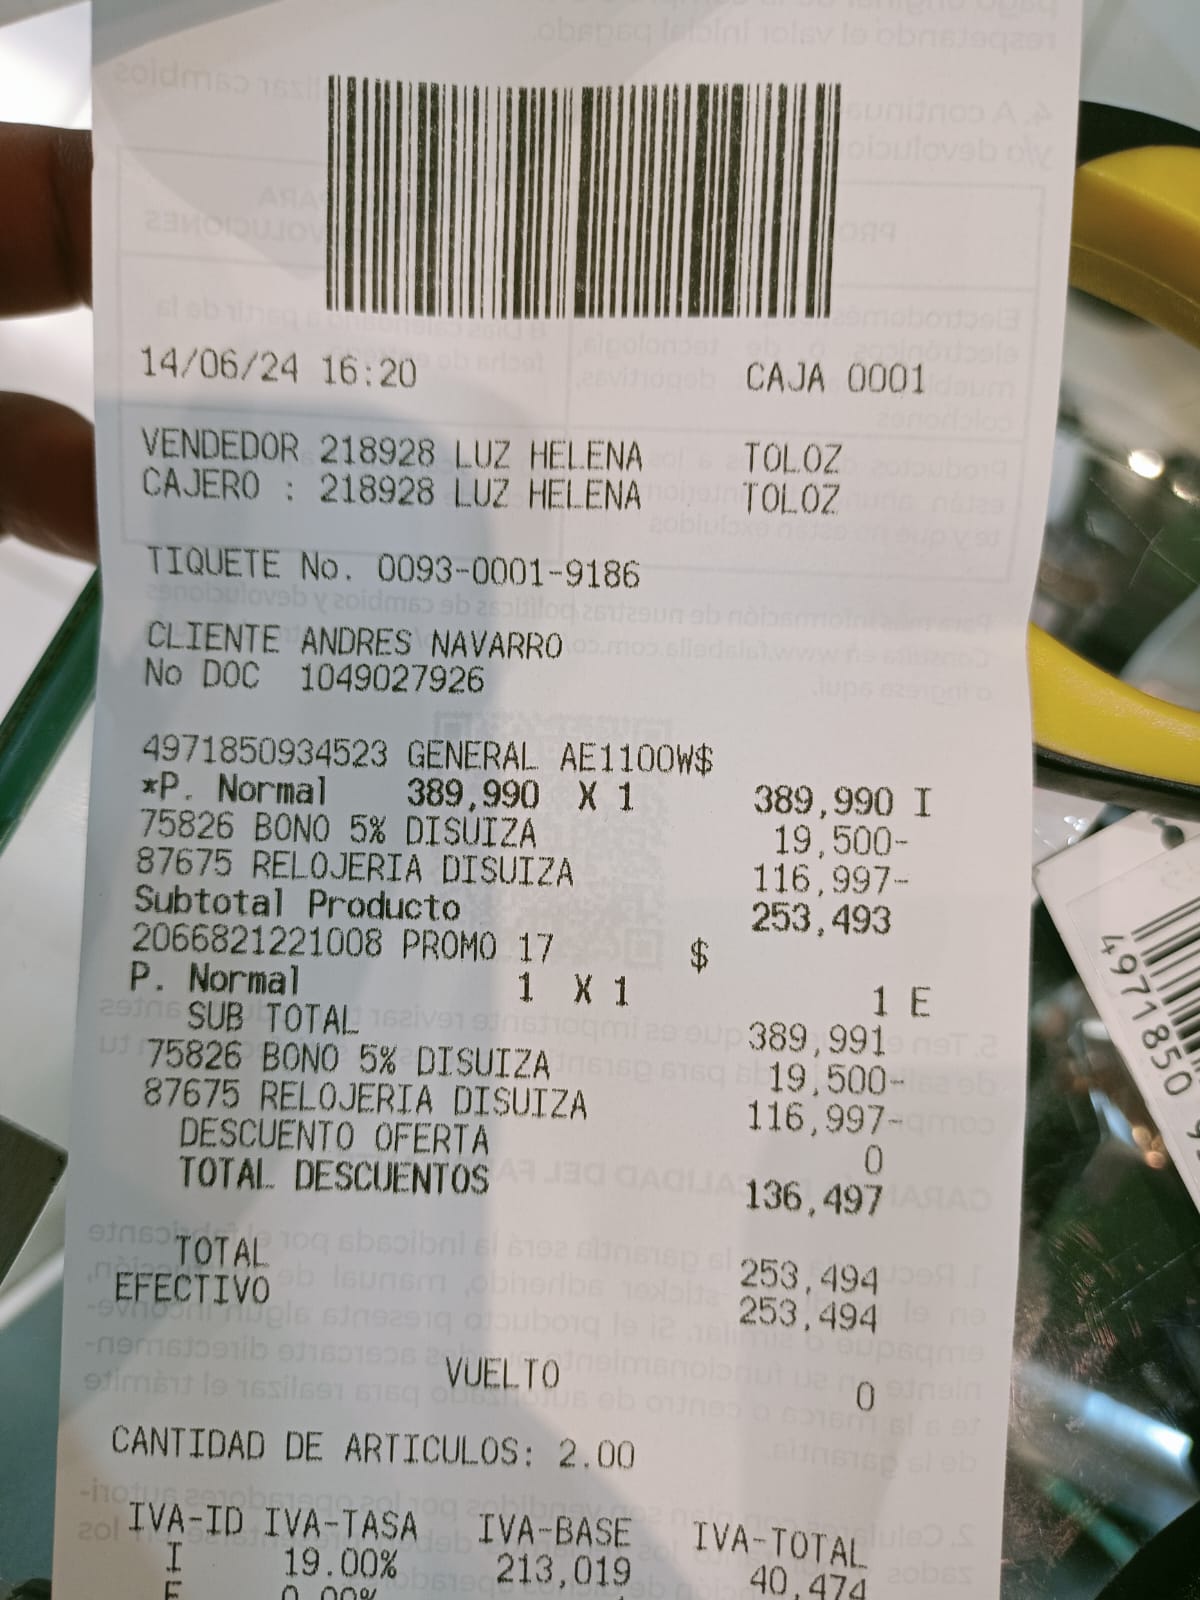 14/06/24 16:20 CAJA 0001
VENDEDOR 218928 LUZ HELENA TOLOZ
CAJERO : 218928 LUZ HELENA TOLOZ
TIQUETE No. 0093-0001-9186
CLIENTE ANDRES NAVARRO
No DOC 1049027926
4971850934523 GENERAL AE1100W$
*P. Normal 389,990 X 1 389,990 I
75826 BONO 5% DISUIZA 19,500-
87675 RELOJERIA DISUIZA 116,997-
Subtotal Producto 253,493
2066821221008 PROMO 17 $
P. Normal 1 X 1 1 E
SUB TOTAL 389,991
75826 BONO 5% DISUIZA 19,500-
87675 RELOJERIA DISUIZA 116,997-
DESCUENTO OFERTA 0
TOTAL DESCUENTOS 136,497
TOTAL 253,494
EFECTIVO 253,494
VUELTO 0
CANTIDAD DE ARTICULOS: 2.00
IVA-ID IVA-TASA IVA-BASE IVA-TOTAL
I 19.00% 213,019 40,474
4971850